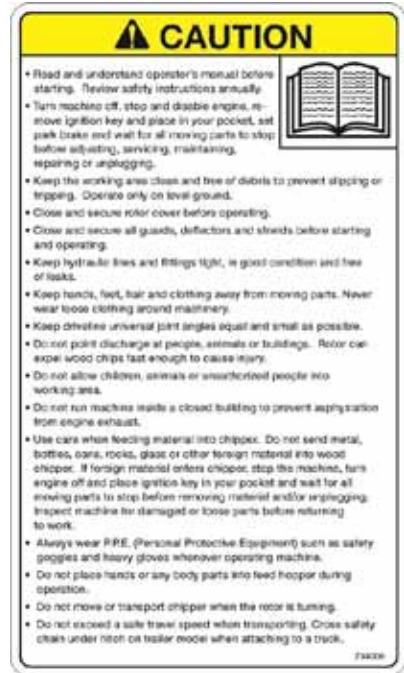 CAUTION
• Read and understand operator's manual before
starting. Review safety instructions annually.
• Turn machine off, stop and disable engine, re-
move ignition key and place in your pocket, set
park brake and wait for all moving parts to stop
before adjusting, servicing, maintaining,
repairing or unplugging.
• Keep the working area clean and free of debris to prevent slipping or
tripping. Operate only on level ground.
• Close and secure rotor cover before operating.
• Close and secure all guards, deflectors and shields before starting
and operating.
• Keep hydraulic lines and fittings tight, in good condition and free
of leaks.
• Keep hands, feet, hair and clothing away from moving parts. Never
wear loose clothing around machinery.
• Keep driveline universal joint angles equal and small as possible.
• Do not point discharge at people, animals or buildings. Rotor can
expel wood chips fast enough to cause injury.
• Do not allow children, animals or unauthorized people into
working area.
• Do not run machine inside a closed building to prevent asphyxiation
from engine exhaust.
• Use care when feeding material into chipper. Do not send metal,
bottles, cans, rocks, glass or other foreign material into wood
chipper. If foreign material enters chipper, stop the machine, turn
engine off and place ignition key in your pocket and wait for all
moving parts to stop before removing material and/or unplugging.
Inspect machine for damaged or loose parts before returning
to work.
• Always wear P.P.E. (Personal Protective Equipment) such as safety
goggles and heavy gloves whenever operating machine.
• Do not place hands or any body parts into feed hopper during
operation.
• Do not move or transport chipper when the rotor is turning.
• Do not exceed a safe travel speed when transporting. Cross safety
chain under hitch on trailer model when attaching to a truck.